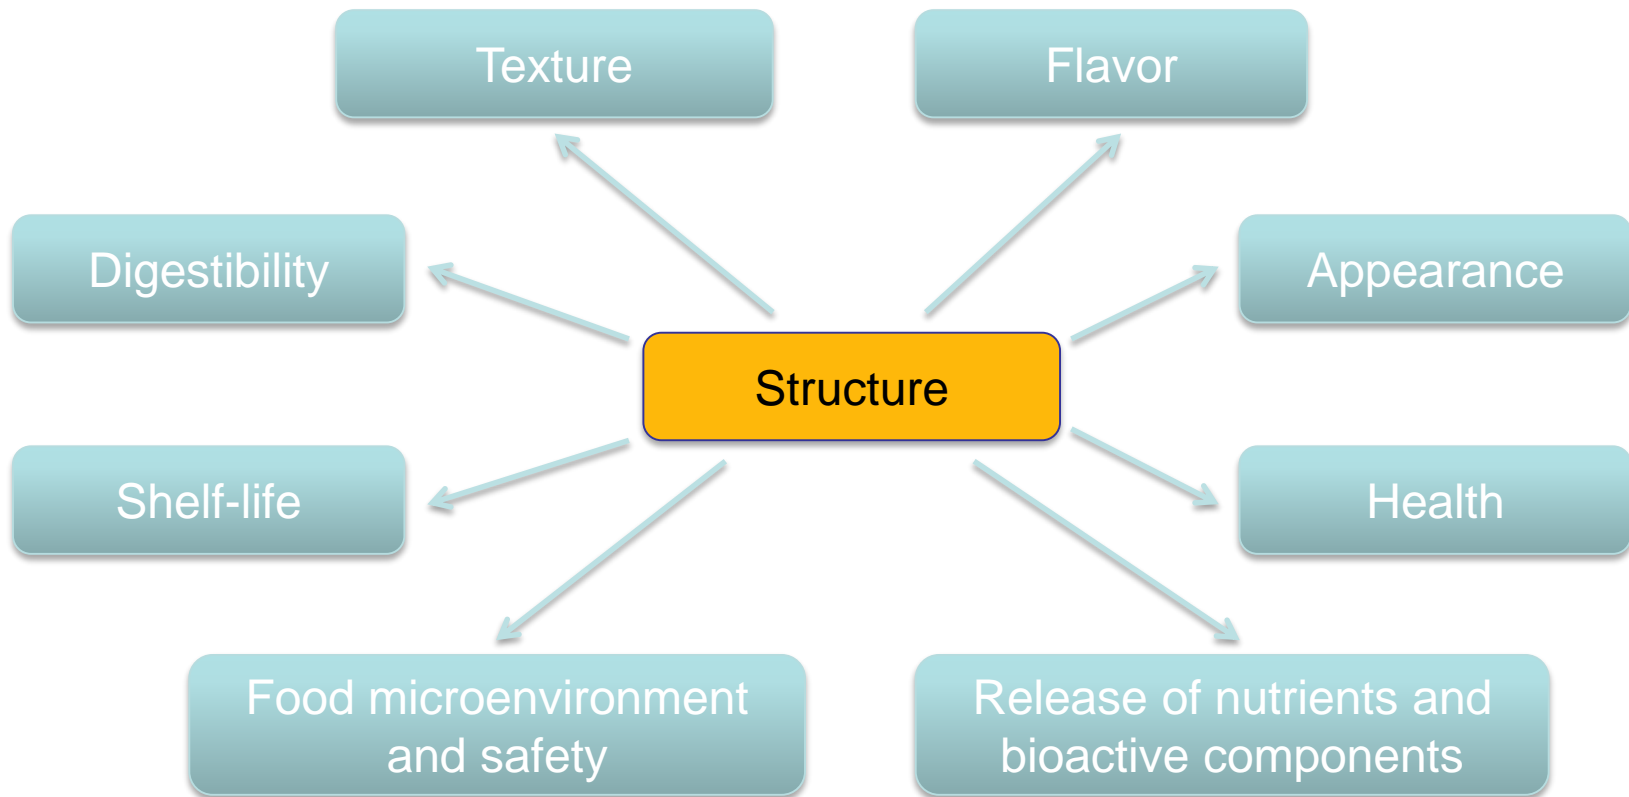 Texture
Flavor
Digestibility
Appearance
Structure
Shelf-life
Health
Food microenvironment
and safety
Release of nutrients and
bioactive components